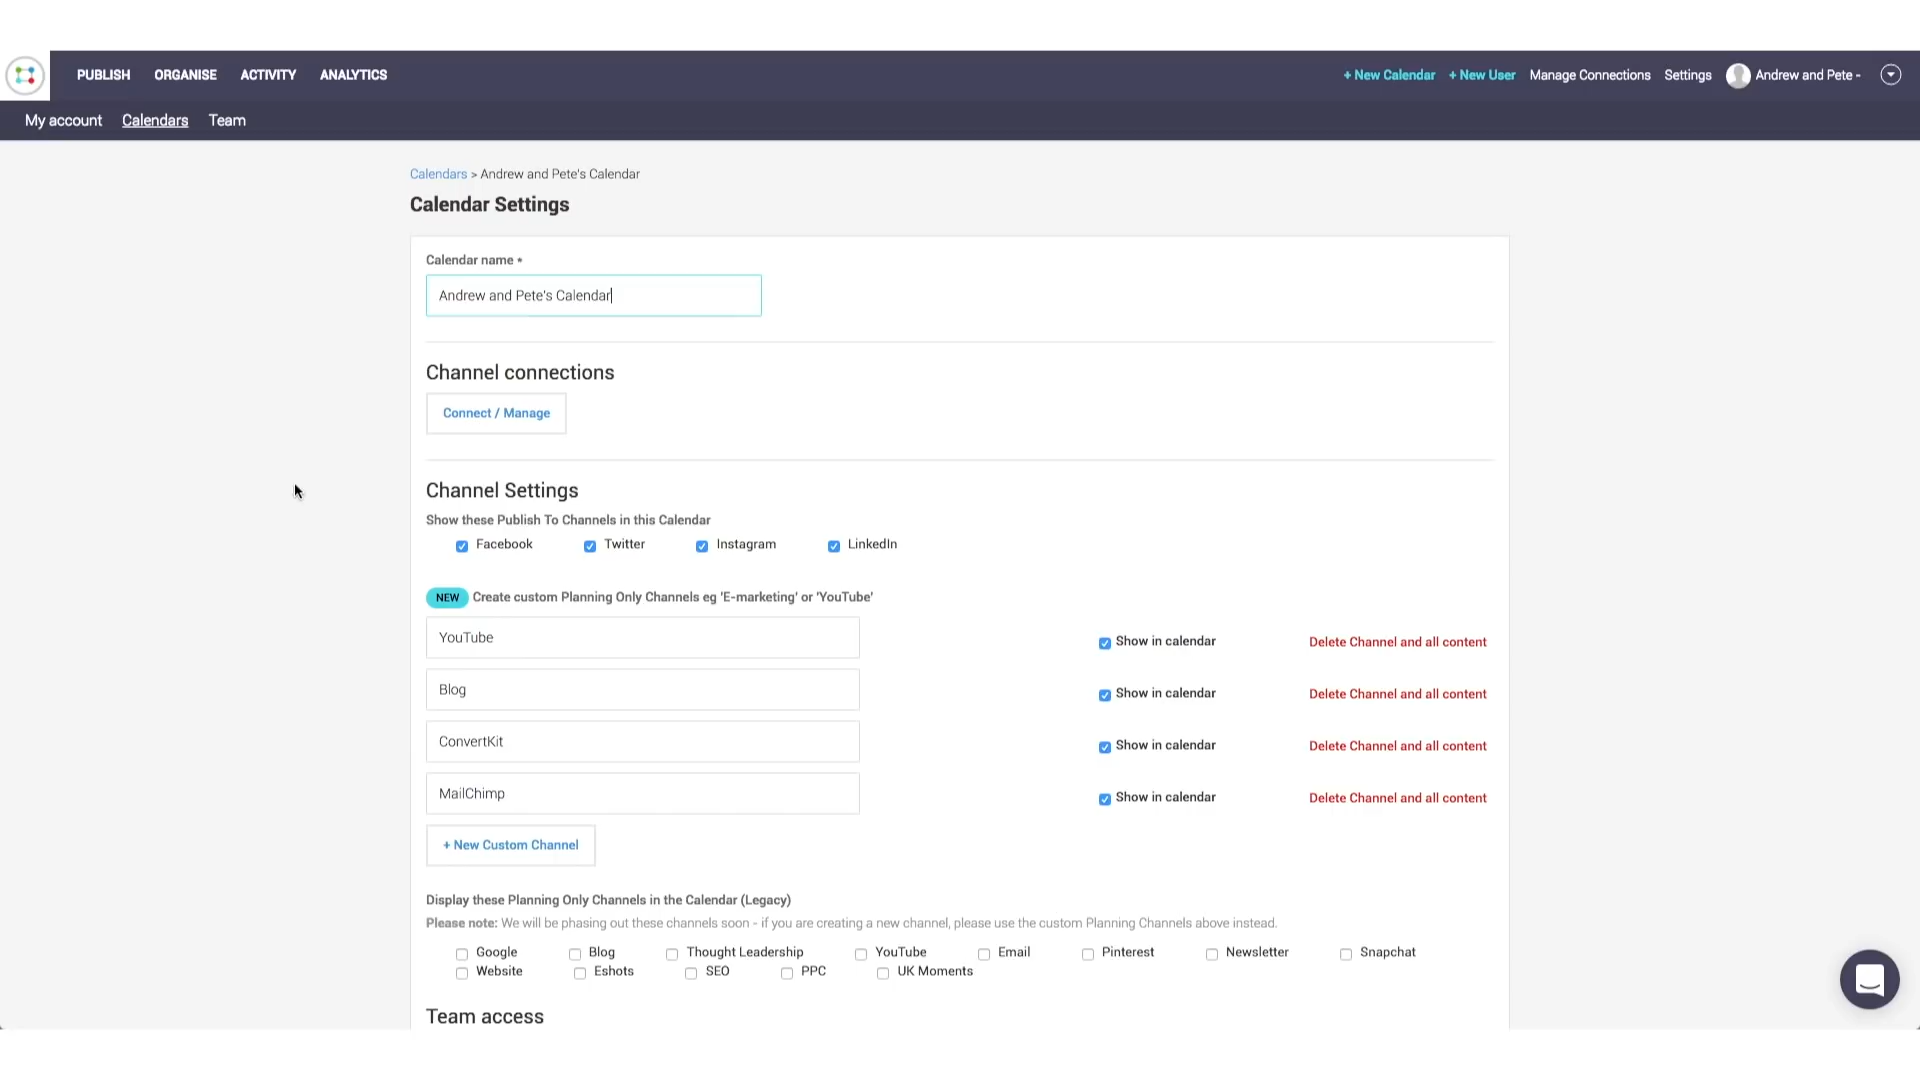 PUBLISH ORGANISE ACTIVITY ANALYTICS + New Calendar + New User Manage Connections Settings Andrew and Pete -
My account Calendars Team
Calendars > Andrew and Pete's Calendar
Calendar Settings
Calendar name *
Andrew and Pete's Calendar
Channel connections
Connect / Manage
Channel Settings
Show these Publish To Channels in this Calendar
Facebook Twitter Instagram LinkedIn
NEW Create custom Planning Only Channels eg 'E-marketing' or 'YouTube'
YouTube Show in calendar Delete Channel and all content
Blog Show in calendar Delete Channel and all content
ConvertKit Show in calendar Delete Channel and all content
MailChimp Show in calendar Delete Channel and all content
+ New Custom Channel
Display these Planning Only Channels in the Calendar (Legacy)
Please note: We will be phasing out these channels soon - if you are creating a new channel, please use the custom Planning Channels above instead.
Google Blog Thought Leadership YouTube Email Pinterest Newsletter Snapchat
Website Eshots SEO PPC UK Moments
Team access